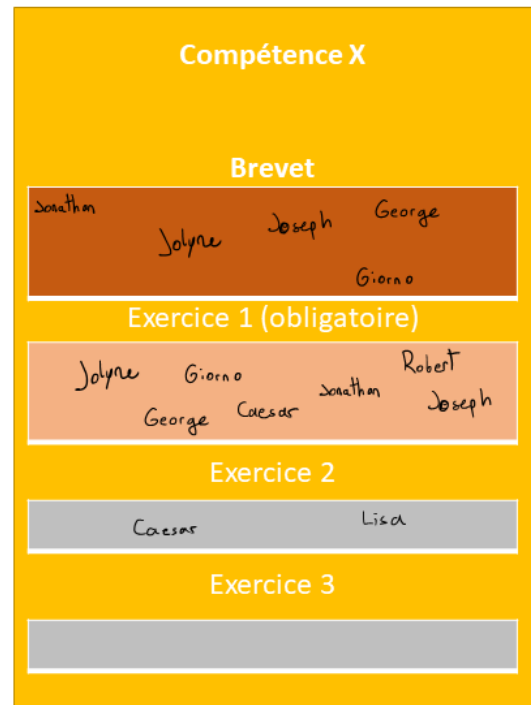 Compétence X
Brevet
Jonathan
Jolyne
Joseph
George
Giorno
Exercice 1 (obligatoire)
Jolyne
Giorno
George
Caesar
Jonathan
Robert
Joseph
Exercice 2
Caesar
Lisa
Exercice 3